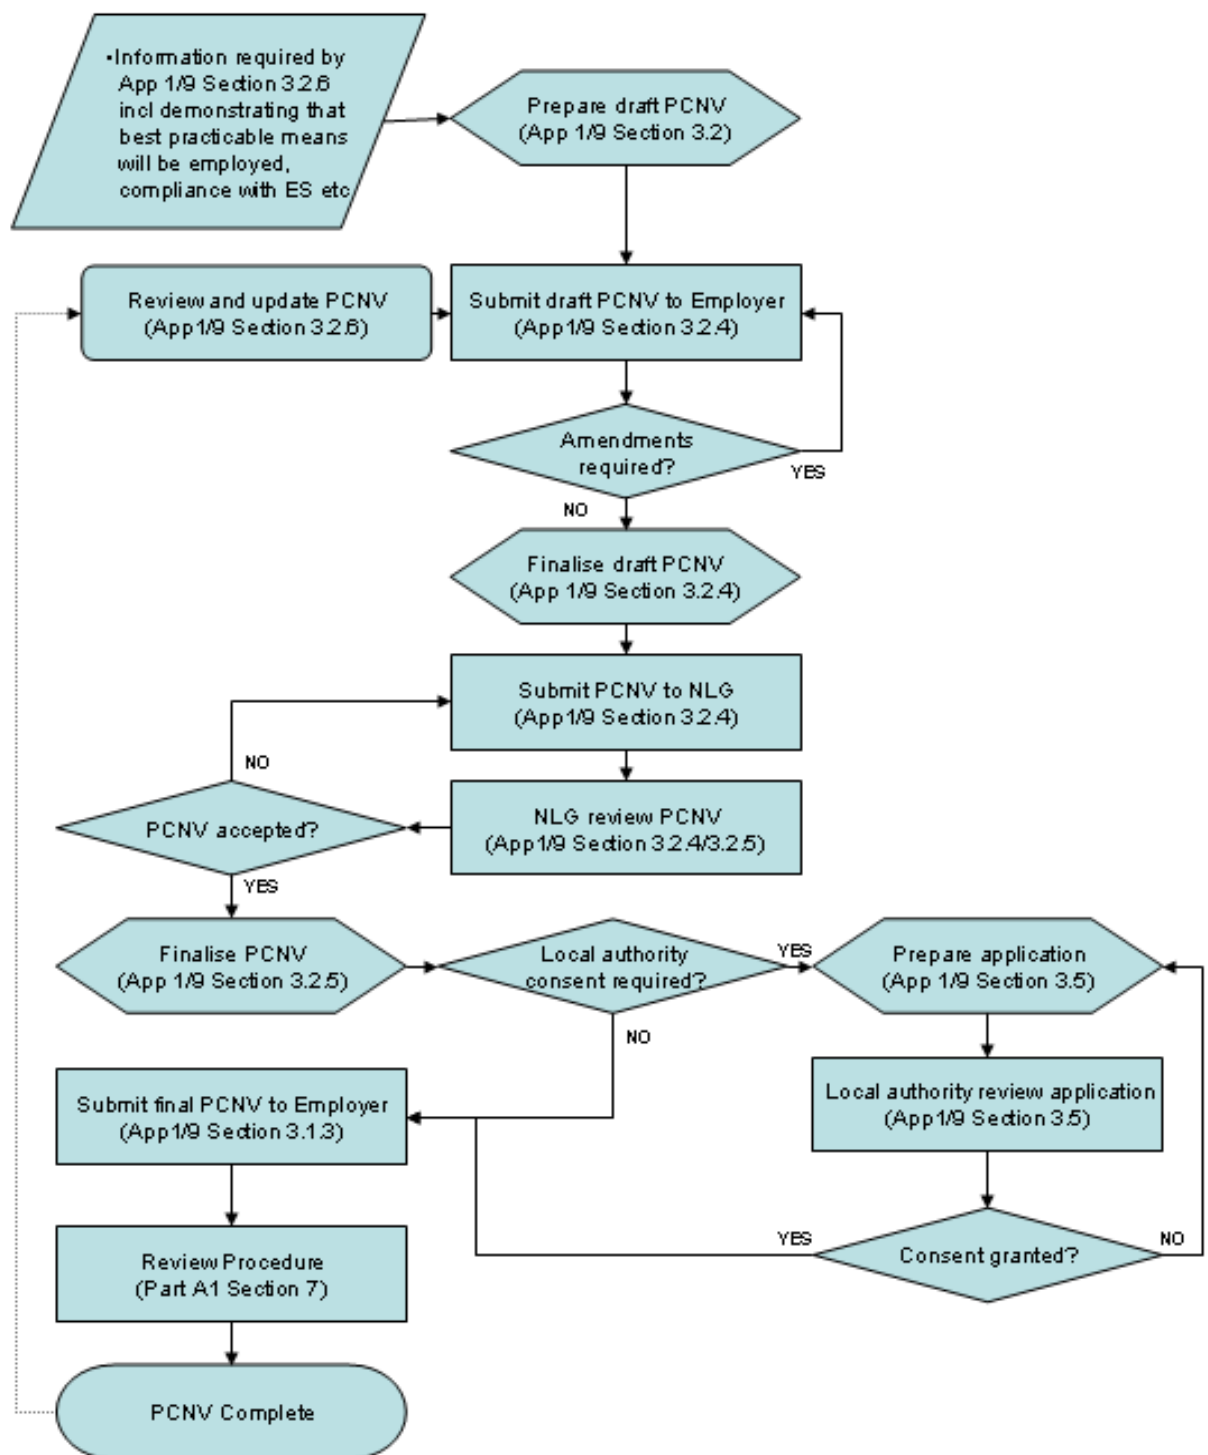 •Information required by
App 1/9 Section 3.2.6
incl demonstrating that
best practicable means
will be employed,
compliance with ES etc
Prepare draft PCNV
(App 1/9 Section 3.2)
Review and update PCNV
(App1/9 Section 3.2.6)
Submit draft PCNV to Employer
(App1/9 Section 3.2.4)
Amendments
required?
YES
NO
Finalise draft PCNV
(App 1/9 Section 3.2.4)
Submit PCNV to NLG
(App1/9 Section 3.2.4)
NO
PCNV accepted?
NLG review PCNV
(App1/9 Section 3.2.4/3.2.5)
YES
Finalise PCNV
(App 1/9 Section 3.2.5)
Local authority
consent required?
YES
Prepare application
(App 1/9 Section 3.5)
NO
Submit final PCNV to Employer
(App1/9 Section 3.1.3)
Local authority review application
(App1/9 Section 3.5)
Review Procedure
(Part A1 Section 7)
YES
Consent granted?
NO
PCNV Complete